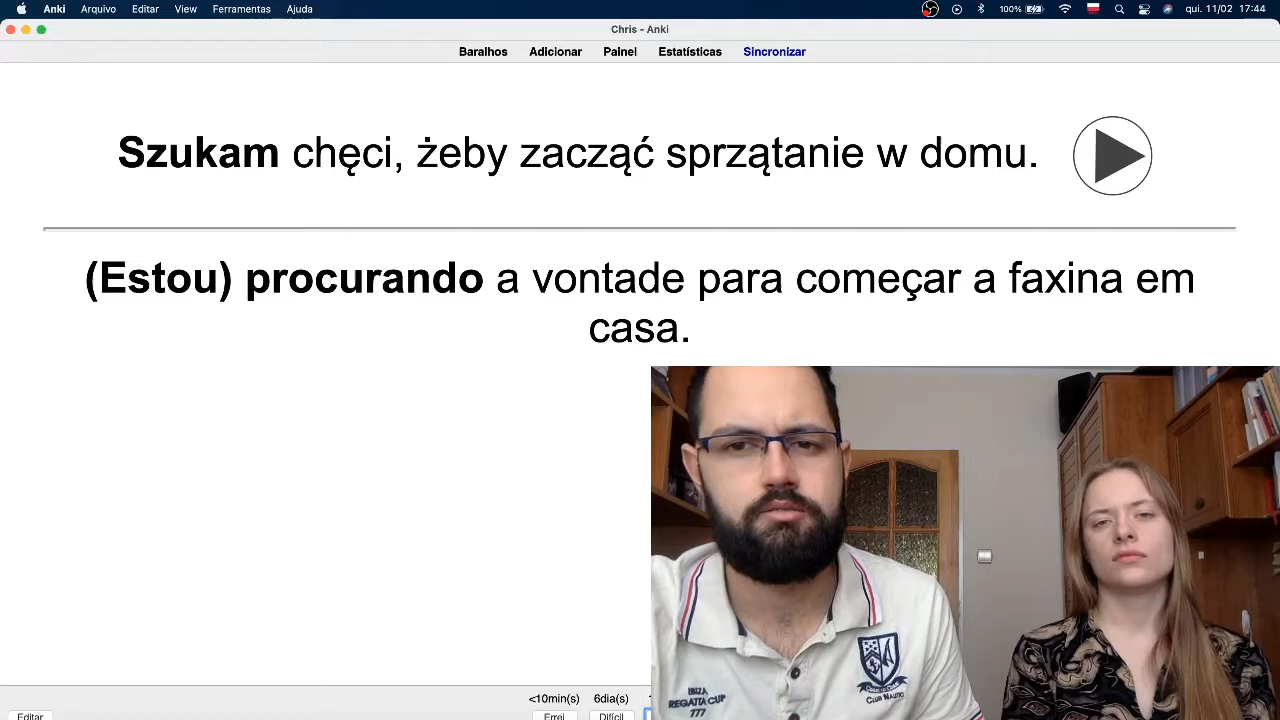 Anki Arquivo Editar View Ferramentas Ajuda 100% qui. 11/02 17:44
Chris - Anki
Baralhos Adicionar Painel Estatísticas Sincronizar
Szukam chęci, żeby zacząć sprzątanie w domu.
(Estou) procurando a vontade para começar a faxina em
casa.
IBIZA
REGATTA CUP
777
<10min(s) 6dia(s)
Editar Errei Difícil